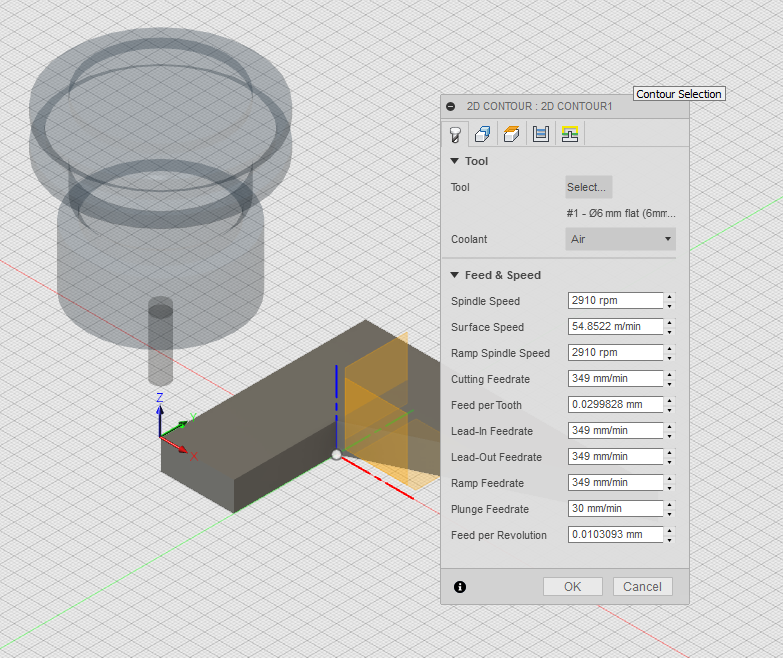 Contour Selection
2D CONTOUR : 2D CONTOUR1
Tool
Tool Select...
#1 - Ø6 mm flat (6mm...
Coolant Air
Feed & Speed
Spindle Speed 2910 rpm
Surface Speed 54.8522 m/min
Ramp Spindle Speed 2910 rpm
Cutting Feedrate 349 mm/min
Feed per Tooth 0.0299828 mm
Lead-In Feedrate 349 mm/min
Lead-Out Feedrate 349 mm/min
Ramp Feedrate 349 mm/min
Plunge Feedrate 30 mm/min
Feed per Revolution 0.0103093 mm
OK Cancel
Z
Y
X